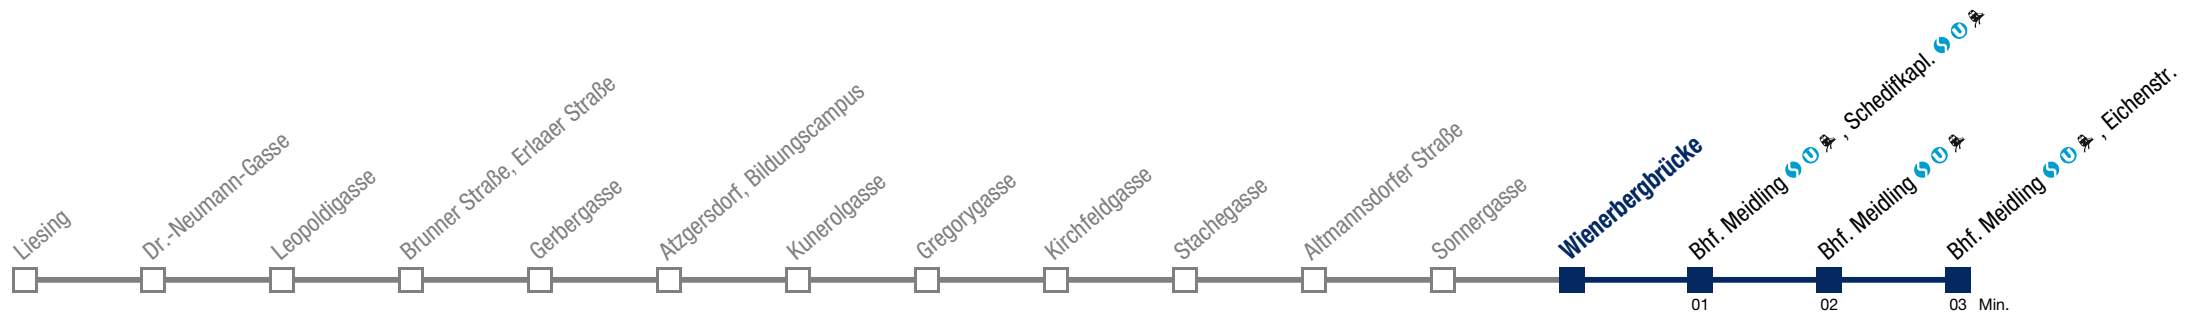 Liesing
Dr.-Neumann-Gasse
Leopoldigasse
Brunner Straße, Erlaaer Straße
Gerbergasse
Atzgersdorf, Bildungscampus
Kunerolgasse
Gregorygasse
Kirchfeldgasse
Stachegasse
Altmannsdorfer Straße
Sonnergasse
Wienerbergbrücke
Bhf. Meidling S U , Schedifkapl. S U
Bhf. Meidling S U
Bhf. Meidling S U , Eichenstr.
01 02 03 Min.